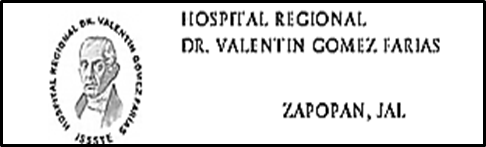 HOSPITAL REGIONAL DR. VALENTIN GOMEZ FARIAS
ISSSTE
HOSPITAL REGIONAL
DR. VALENTIN GOMEZ FARIAS
ZAPOPAN, JAL